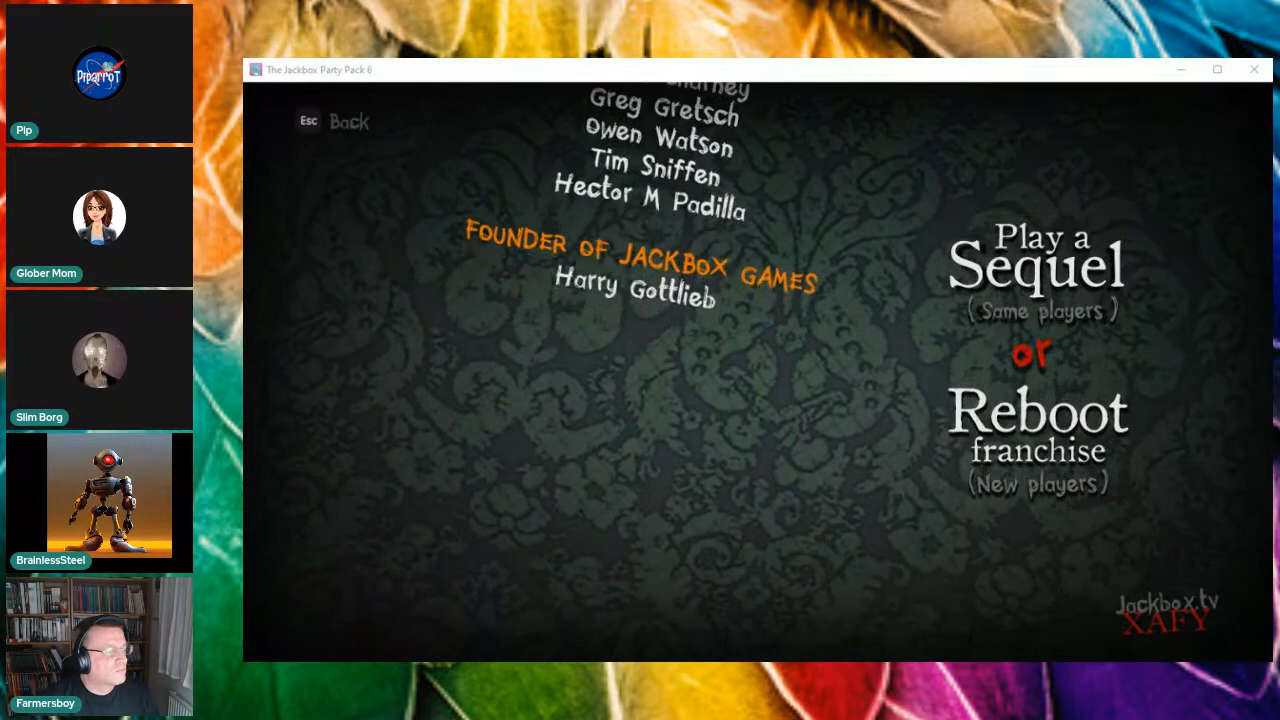 PIParroT
Pip
Glober Mom
Slim Borg
BrainlessSteel
Farmersboy
The Jackbox Party Pack 6
Esc Back
Greg Gretsch
Owen Watson
Tim Sniffen
Hector M Padilla
FOUNDER OF JACKBOX GAMES
Harry Gottlieb
Play a
Sequel
(Same players)
or
Reboot
franchise
(New players)
Jackbox.tv
XAFY